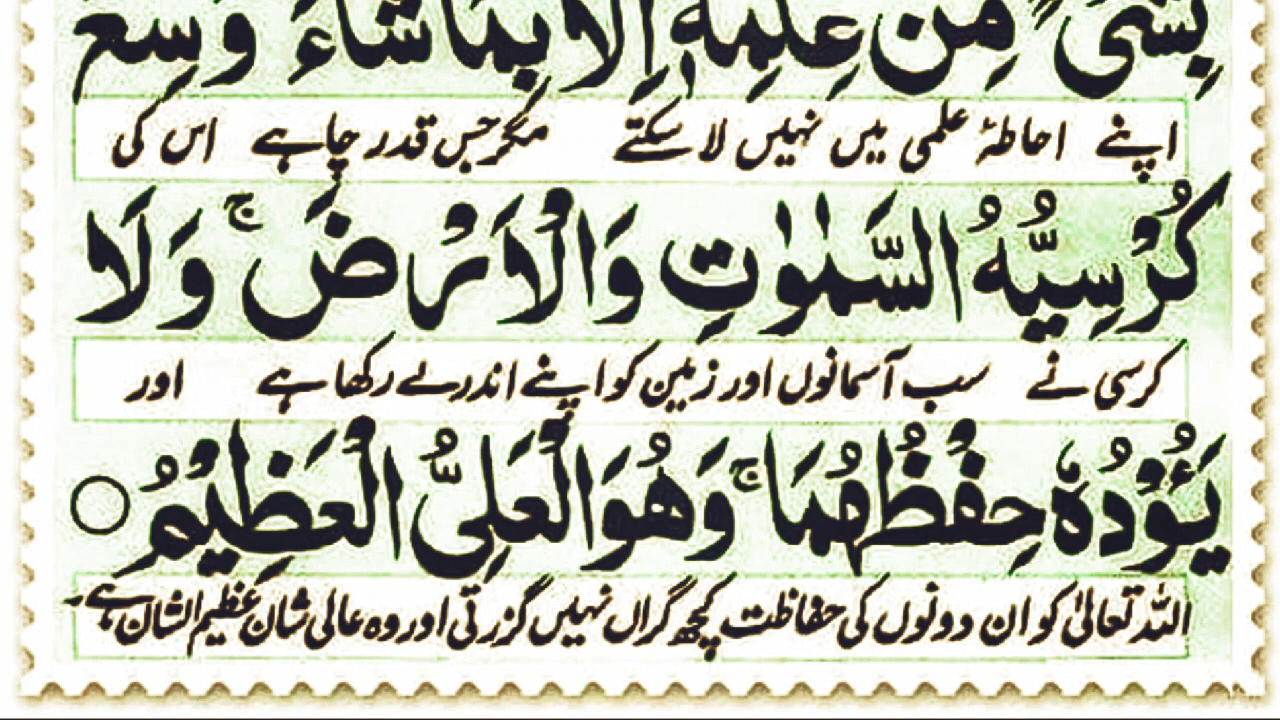 بِشَیْءٍ مِّنْ عِلْمِهٖۤ اِلَّا بِمَا شَآءَ وَسِعَ
اپنے احاطۂ علمی میں نہیں لا سکتے مگر جس قدر چاہے اس کی
كُرْسِیُّهُ السَّمٰوٰتِ وَالْاَرْضَ ۚ وَلَا
کرسی نے سب آسمانوں اور زمین کو اپنے اندر لے رکھا ہے اور
یَـُٔوْدُهٗ حِفْظُهُمَا ۚ وَهُوَ الْعَلِیُّ الْعَظِیْمُ ○
اللہ تعالیٰ کو ان دونوں کی حفاظت کچھ گراں نہیں گزرتی اور وہ عالی شان عظیم الشان ہے۔